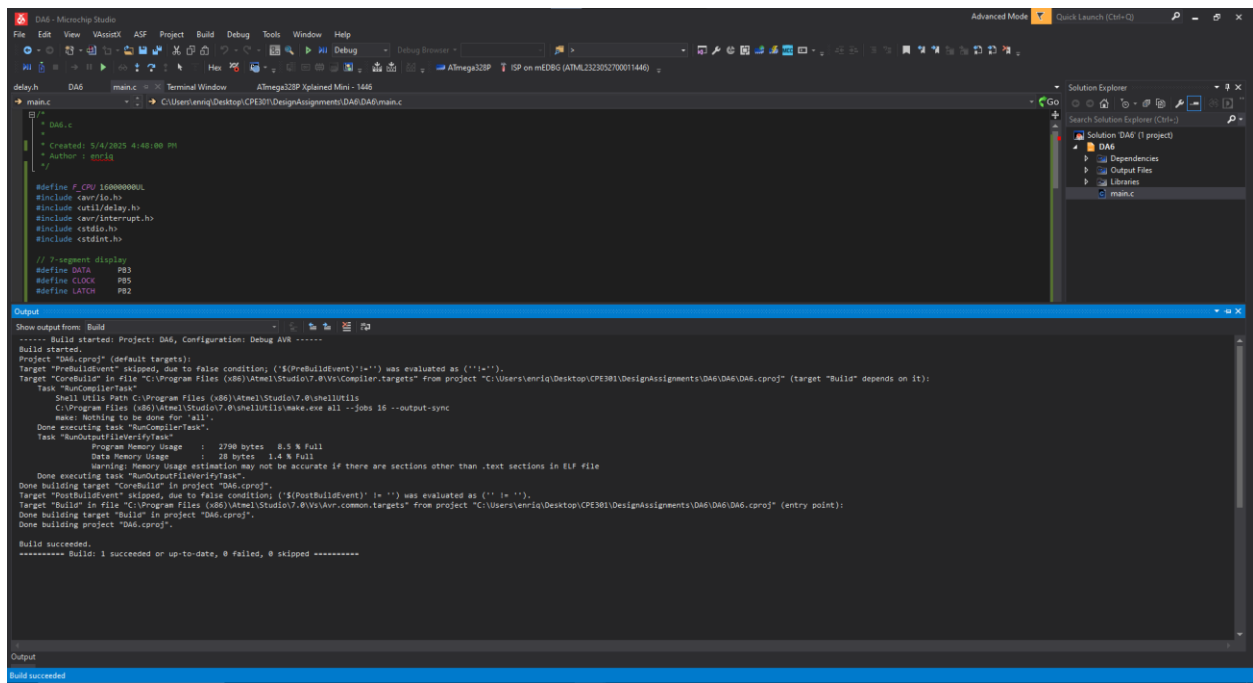 DA6 - Microchip Studio
Advanced Mode
Quick Launch (Ctrl+Q)
File Edit View VAssistX ASF Project Build Debug Tools Window Help
Debug
Debug Browser
Hex
ATmega328P
ISP on mEDBG (ATML2323052700011446)
delay.h
DA6
main.c
Terminal Window
ATmega328P Xplained Mini - 1446
main.c
C:\Users\enriq\Desktop\CPE301\DesignAssignments\DA6\DA6\main.c
Go
/*
* DA6.c
*
* Created: 5/4/2025 4:48:00 PM
* Author : enriq
*/
#define F_CPU 16000000UL
#include <avr/io.h>
#include <util/delay.h>
#include <avr/interrupt.h>
#include <stdio.h>
#include <stdint.h>
// 7-segment display
#define DATA PB3
#define CLOCK PB5
#define LATCH PB2
Solution Explorer
Search Solution Explorer (Ctrl+;)
Solution 'DA6' (1 project)
DA6
Dependencies
Output Files
Libraries
main.c
Output
Show output from: Build
------ Build started: Project: DA6, Configuration: Debug AVR ------
Build started.
Project "DA6.cproj" (default targets):
Target "PreBuildEvent" skipped, due to false condition; ('$(PreBuildEvent)'!='') was evaluated as (''!='').
Target "CoreBuild" in file "C:\Program Files (x86)\Atmel\Studio\7.0\Vs\Compiler.targets" from project "C:\Users\enriq\Desktop\CPE301\DesignAssignments\DA6\DA6\DA6.cproj" (target "Build" depends on it):
Task "RunCompilerTask"
Shell Utils Path C:\Program Files (x86)\Atmel\Studio\7.0\shellUtils
C:\Program Files (x86)\Atmel\Studio\7.0\shellUtils\make.exe all --jobs 16 --output-sync
make: Nothing to be done for 'all'.
Done executing task "RunCompilerTask".
Task "RunOutputFileVerifyTask"
Program Memory Usage : 2790 bytes 8.5 % Full
Data Memory Usage : 28 bytes 1.4 % Full
Warning: Memory Usage estimation may not be accurate if there are sections other than .text sections in ELF file
Done executing task "RunOutputFileVerifyTask".
Done building target "CoreBuild" in project "DA6.cproj".
Target "PostBuildEvent" skipped, due to false condition; ('$(PostBuildEvent)' != '') was evaluated as ('' != '').
Target "Build" in file "C:\Program Files (x86)\Atmel\Studio\7.0\Vs\Avr.common.targets" from project "C:\Users\enriq\Desktop\CPE301\DesignAssignments\DA6\DA6\DA6.cproj" (entry point):
Done building target "Build" in project "DA6.cproj".
Done building project "DA6.cproj".
Build succeeded.
========== Build: 1 succeeded or up-to-date, 0 failed, 0 skipped ==========
Output
Build succeeded